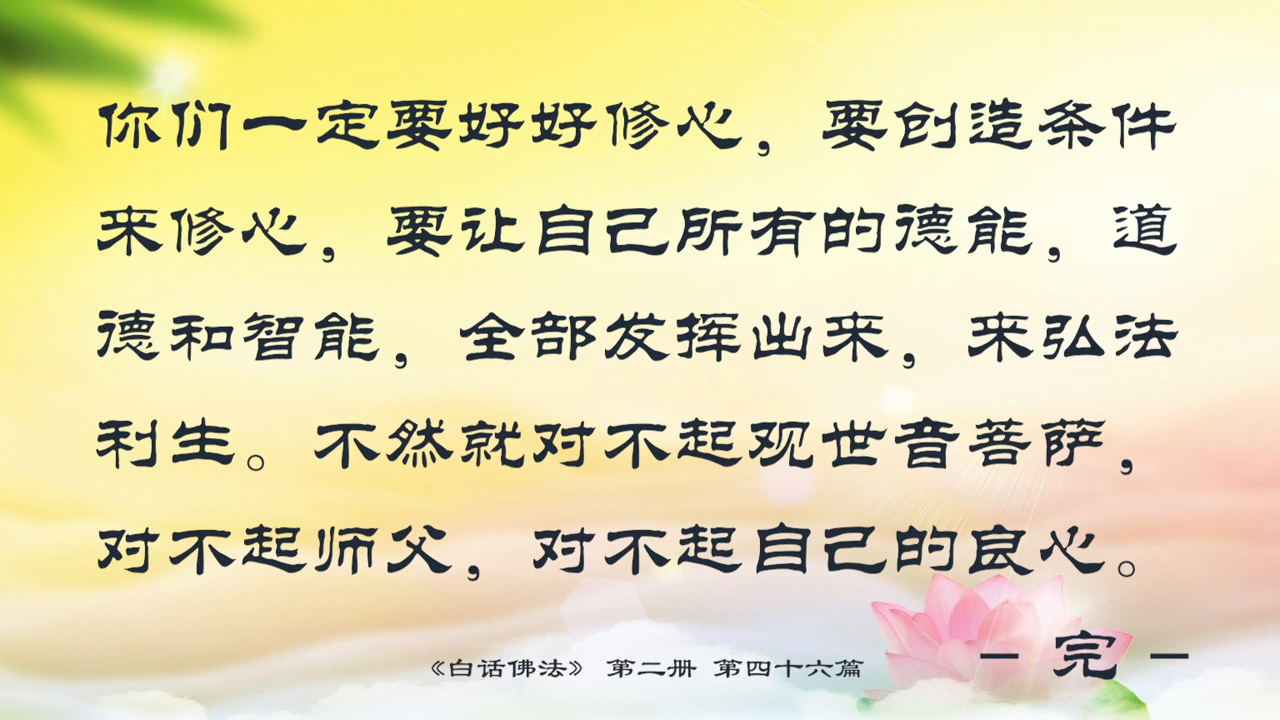 你们一定要好好修心，要创造条件
来修心，要让自己所有的德能，道
德和智能，全部发挥出来，来弘法
利生。不然就对不起观世音菩萨，
对不起师父，对不起自己的良心。
— 完 —
《白话佛法》 第二册 第四十六篇